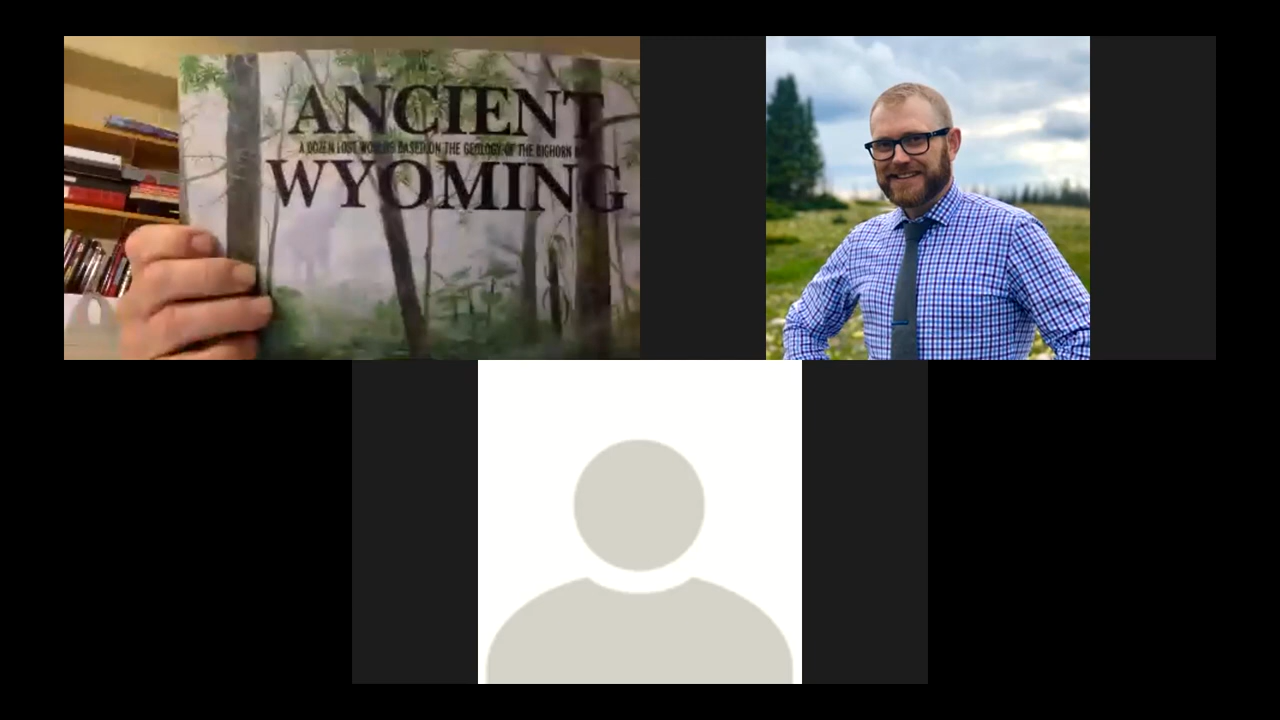 ANCIENT
A DOZEN LOST WORLDS BASED ON THE GEOLOGY OF THE BIGHORN
WYOMING